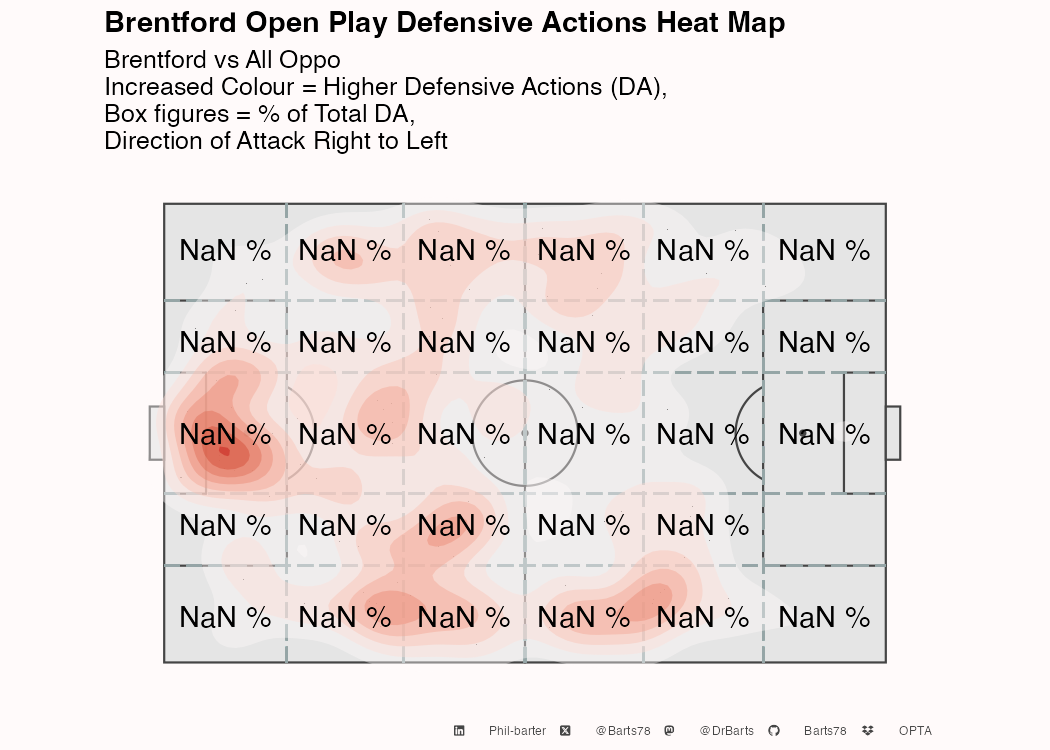 Brentford Open Play Defensive Actions Heat Map
Brentford vs All Oppo
Increased Colour = Higher Defensive Actions (DA),
Box figures = % of Total DA,
Direction of Attack Right to Left
NaN % NaN % NaN % NaN % NaN % NaN %
NaN % NaN % NaN % NaN % NaN % NaN %
NaN % NaN % NaN % NaN % NaN % NaN %
NaN % NaN % NaN % NaN % NaN %
NaN % NaN % NaN % NaN % NaN % NaN %
Phil-barter @Barts78 @DrBarts Barts78 OPTA